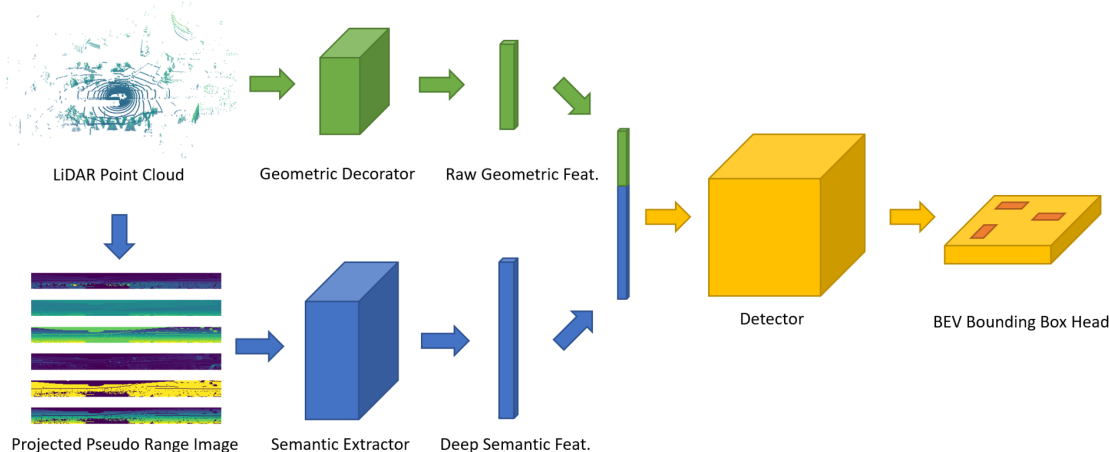 LiDAR Point Cloud
Geometric Decorator
Raw Geometric Feat.
Detector
BEV Bounding Box Head
Projected Pseudo Range Image
Semantic Extractor
Deep Semantic Feat.